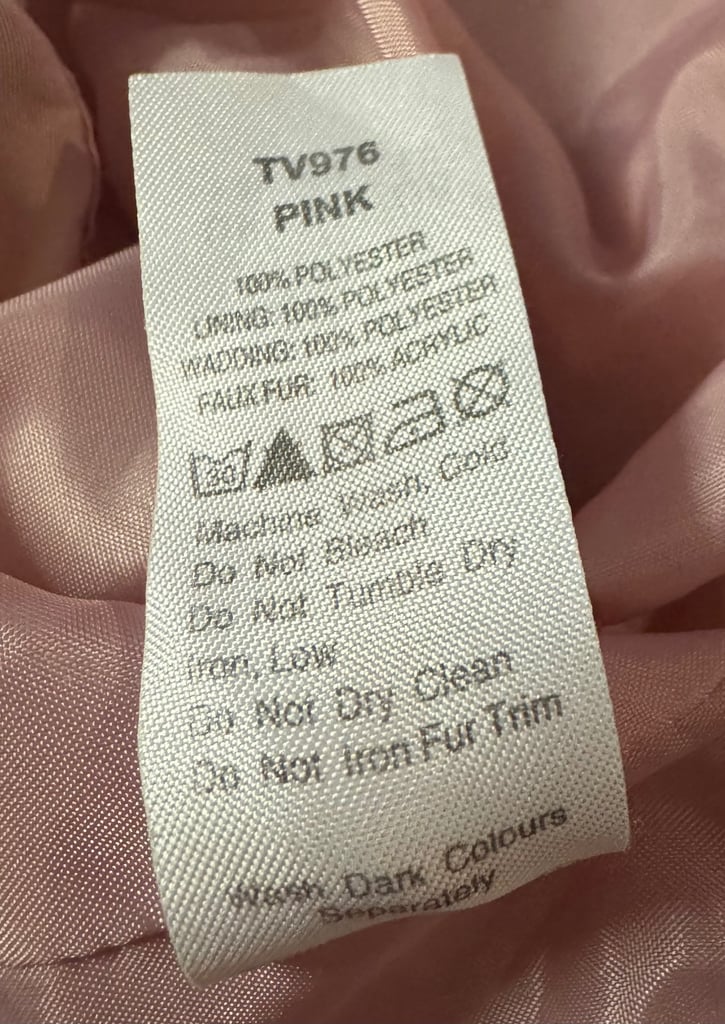 TV976
PINK
100% POLYESTER
LINING: 100% POLYESTER
WADDING: 100% POLYESTER
FAUX FUR: 100% ACRYLIC
30
Machine Wash, Cold
Do Not Bleach
Do Not Tumble Dry
Iron, Low
Do Not Dry Clean
Do Not Iron Fur Trim
Wash Dark Colours
Separately